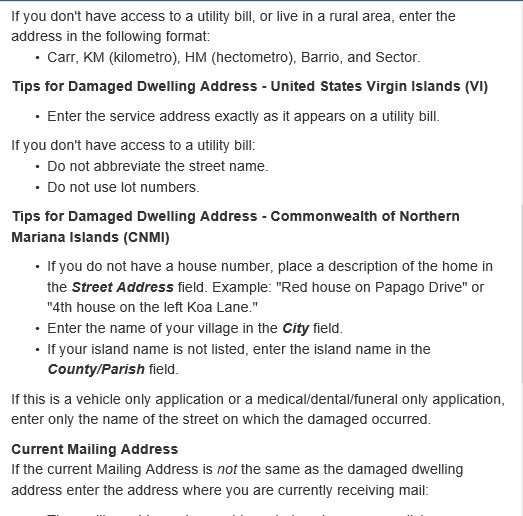 If you don't have access to a utility bill, or live in a rural area, enter the
address in the following format:
• Carr, KM (kilometro), HM (hectometro), Barrio, and Sector.
Tips for Damaged Dwelling Address - United States Virgin Islands (VI)
• Enter the service address exactly as it appears on a utility bill.
If you don't have access to a utility bill:
• Do not abbreviate the street name.
• Do not use lot numbers.
Tips for Damaged Dwelling Address - Commonwealth of Northern
Mariana Islands (CNMI)
• If you do not have a house number, place a description of the home in
the Street Address field. Example: "Red house on Papago Drive" or
"4th house on the left Koa Lane."
• Enter the name of your village in the City field.
• If your island name is not listed, enter the island name in the
County/Parish field.
If this is a vehicle only application or a medical/dental/funeral only application,
enter only the name of the street on which the damaged occurred.
Current Mailing Address
If the current Mailing Address is not the same as the damaged dwelling
address enter the address where you are currently receiving mail: